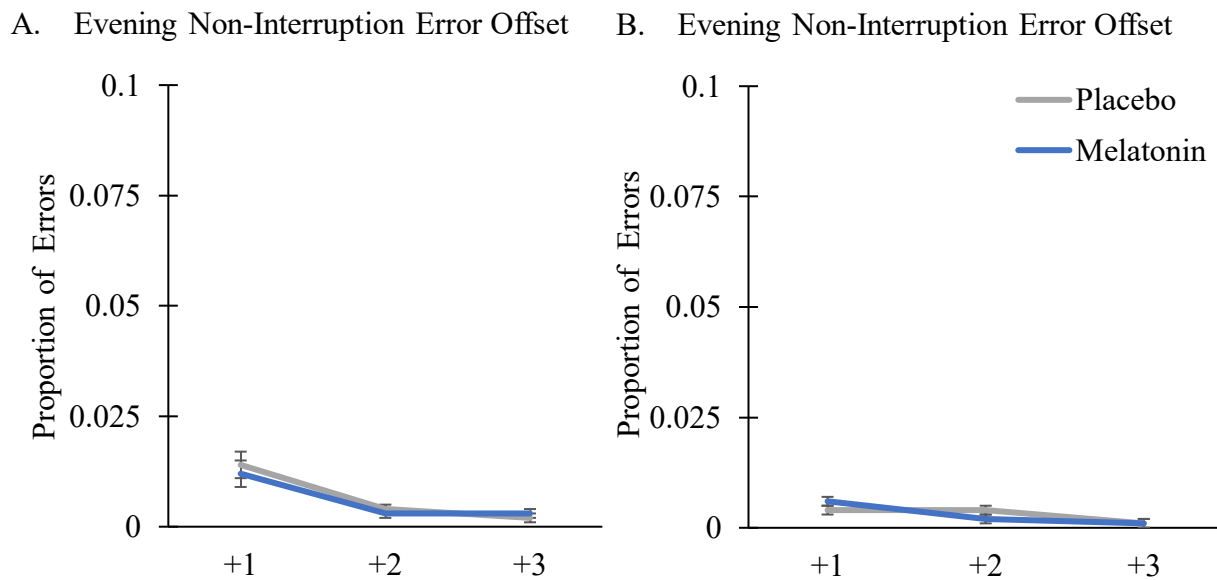 A. Evening Non-Interruption Error Offset
Proportion of Errors
0.1
0.075
0.05
0.025
0
+1 +2 +3
B. Evening Non-Interruption Error Offset
Proportion of Errors
0.1
0.075
0.05
0.025
0
+1 +2 +3
Placebo
Melatonin